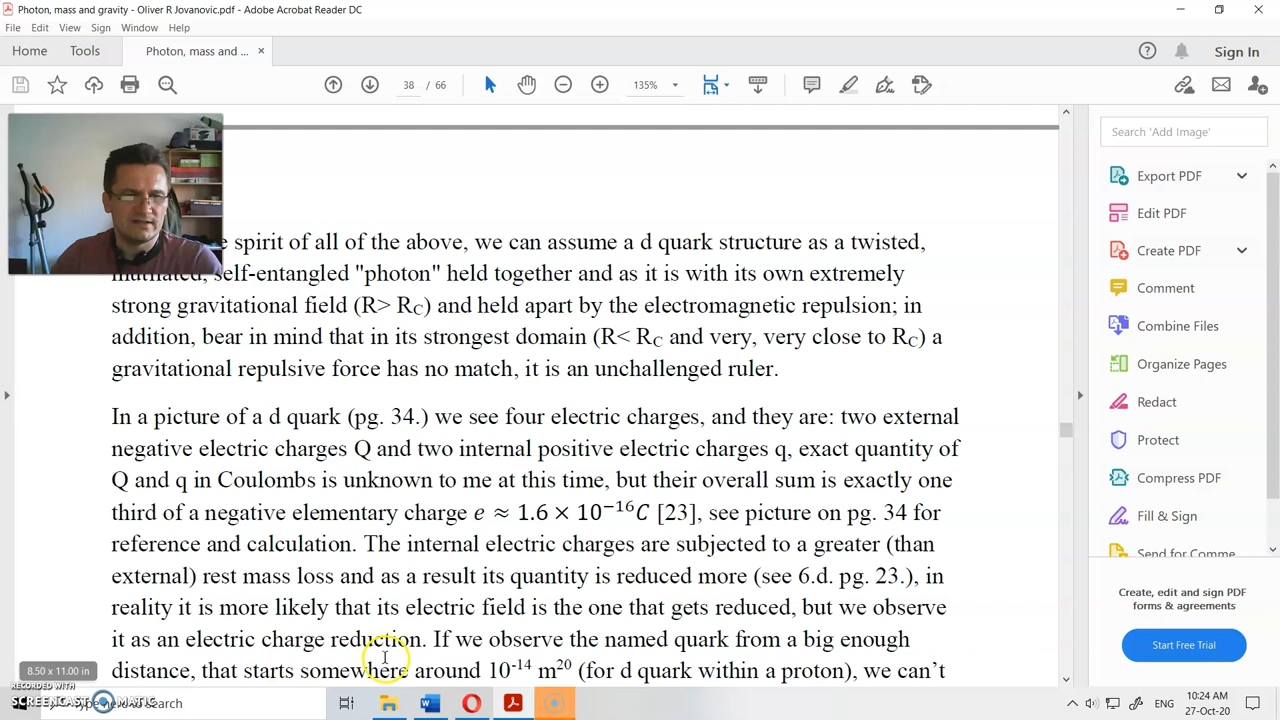 Photon, mass and gravity - Oliver R Jovanovic.pdf - Adobe Acrobat Reader DC
File Edit View Sign Window Help
Home Tools Photon, mass and ... × Sign In
38 / 66 135%
Search 'Add Image'
Export PDF
Edit PDF
Create PDF
Comment
Combine Files
Organize Pages
Redact
Protect
Compress PDF
Fill & Sign
Send for Comme
Create, edit and sign PDF
forms & agreements
Start Free Trial
spirit of all of the above, we can assume a d quark structure as a twisted,
self-entangled "photon" held together and as it is with its own extremely
strong gravitational field (R> R_C) and held apart by the electromagnetic repulsion; in
addition, bear in mind that in its strongest domain (R< R_C and very, very close to R_C) a
gravitational repulsive force has no match, it is an unchallenged ruler.
In a picture of a d quark (pg. 34.) we see four electric charges, and they are: two external
negative electric charges Q and two internal positive electric charges q, exact quantity of
Q and q in Coulombs is unknown to me at this time, but their overall sum is exactly one
third of a negative elementary charge e ≈ 1.6 × 10⁻¹⁶C [23], see picture on pg. 34 for
reference and calculation. The internal electric charges are subjected to a greater (than
external) rest mass loss and as a result its quantity is reduced more (see 6.d. pg. 23.), in
reality it is more likely that its electric field is the one that gets reduced, but we observe
it as an electric charge reduction. If we observe the named quark from a big enough
distance, that starts somewhere around 10⁻¹⁴ m²⁰ (for d quark within a proton), we can’t
8.50 x 11.00 in
RECORDED WITH
SCREENCAST MATIC
here to search
ENG
10:24 AM
27-Oct-20